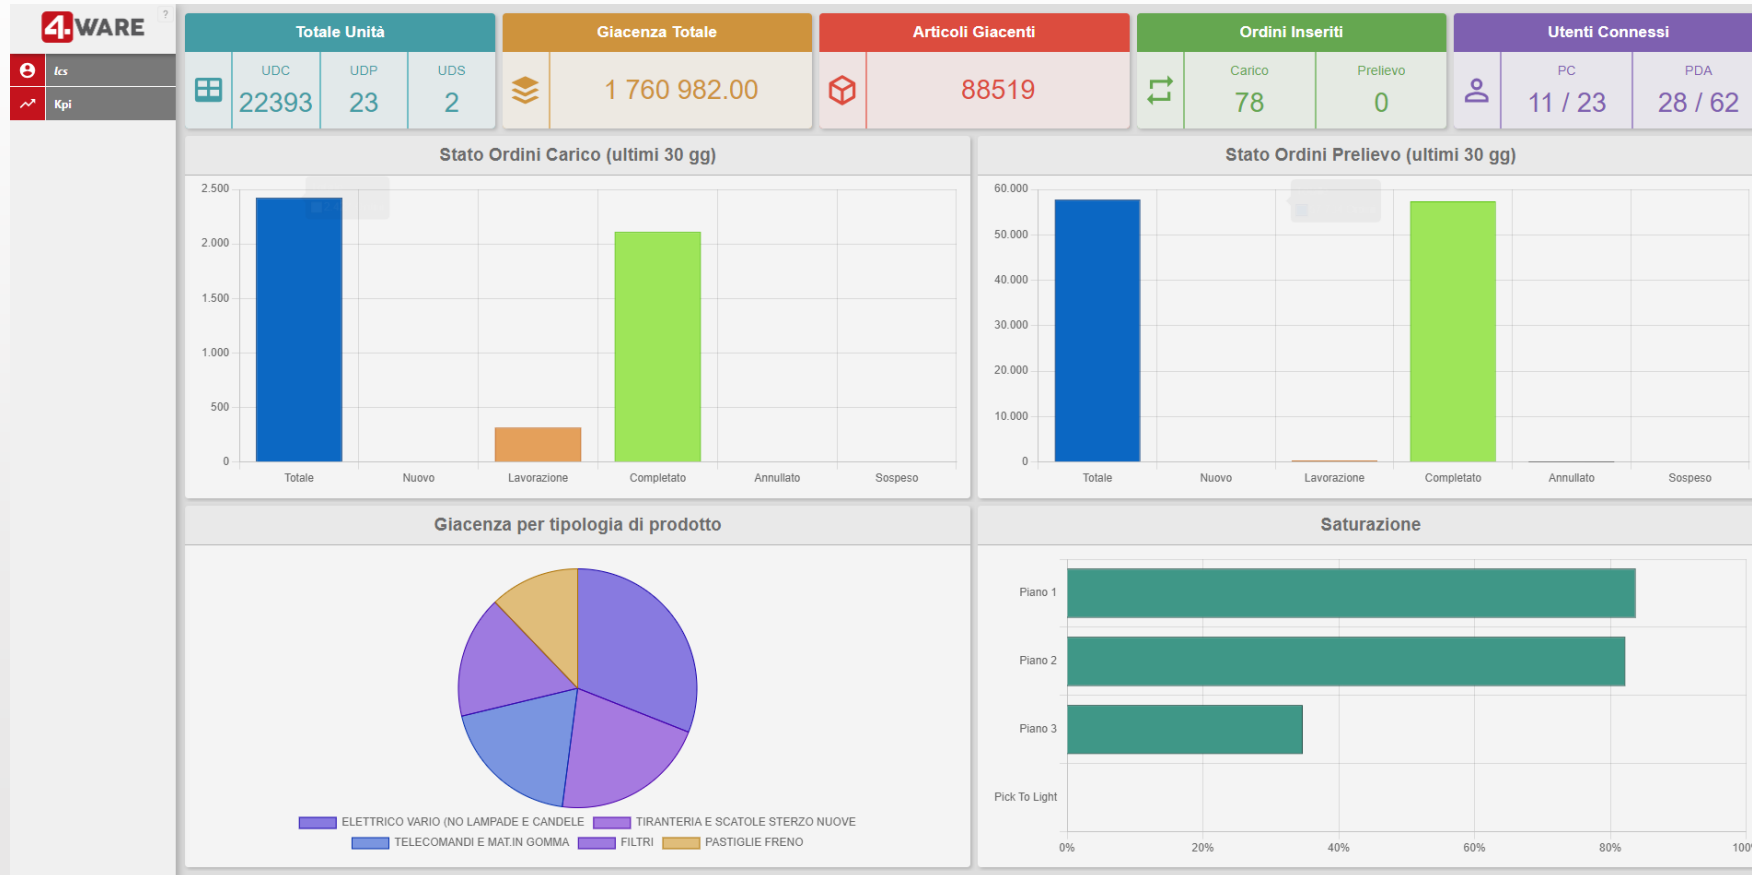 4.WARE
?
Ics
Kpi
Totale Unità
UDC
22393
UDP
23
UDS
2
Giacenza Totale
1 760 982.00
Articoli Giacenti
88519
Ordini Inseriti
Carico
78
Prelievo
0
Utenti Connessi
PC
11 / 23
PDA
28 / 62
Stato Ordini Carico (ultimi 30 gg)
2.500
2.000
1.500
1.000
500
0
Totale Nuovo Lavorazione Completato Annullato Sospeso
Stato Ordini Prelievo (ultimi 30 gg)
60.000
50.000
40.000
30.000
20.000
10.000
0
Totale Nuovo Lavorazione Completato Annullato Sospeso
Giacenza per tipologia di prodotto
ELETTRICO VARIO (NO LAMPADE E CANDELE TIRANTERIA E SCATOLE STERZO NUOVE
TELECOMANDI E MAT.IN GOMMA FILTRI PASTIGLIE FRENO
Saturazione
Piano 1
Piano 2
Piano 3
Pick To Light
0% 20% 40% 60% 80% 100%